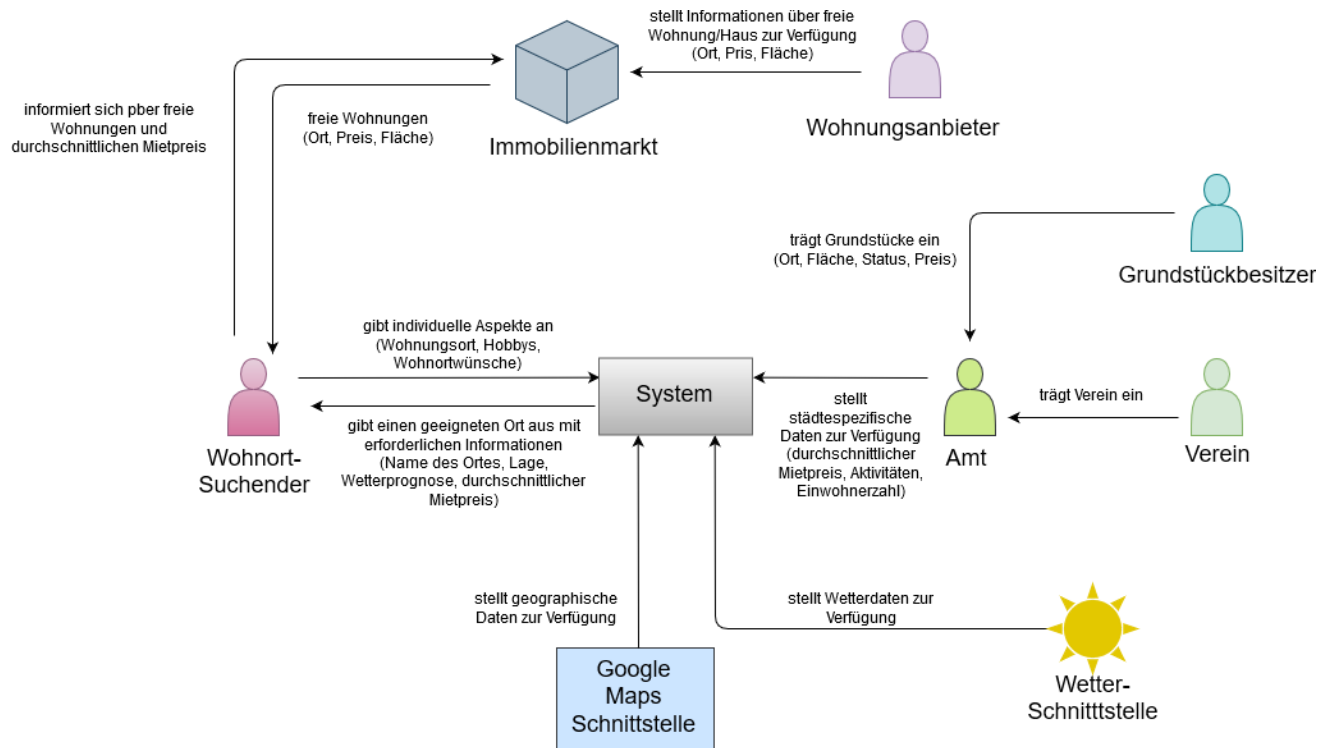 stellt Informationen über freie
Wohnung/Haus zur Verfügung
(Ort, Pris, Fläche)
Wohnungsanbieter
informiert sich pber freie
Wohnungen und
durchschnittlichen Mietpreis
freie Wohnungen
(Ort, Preis, Fläche)
Immobilienmarkt
trägt Grundstücke ein
(Ort, Fläche, Status, Preis)
Grundstückbesitzer
gibt individuelle Aspekte an
(Wohnungsort, Hobbys,
Wohnortwünsche)
System
gibt einen geeigneten Ort aus mit
erforderlichen Informationen
(Name des Ortes, Lage,
Wetterprognose, durchschnittlicher
Mietpreis)
Wohnort-
Suchender
stellt
städtespezifische
Daten zur Verfügung
(durchschnittlicher
Mietpreis, Aktivitäten,
Einwohnerzahl)
Amt
trägt Verein ein
Verein
stellt geographische
Daten zur Verfügung
stellt Wetterdaten zur
Verfügung
Google
Maps
Schnittstelle
Wetter-
Schnitttstelle